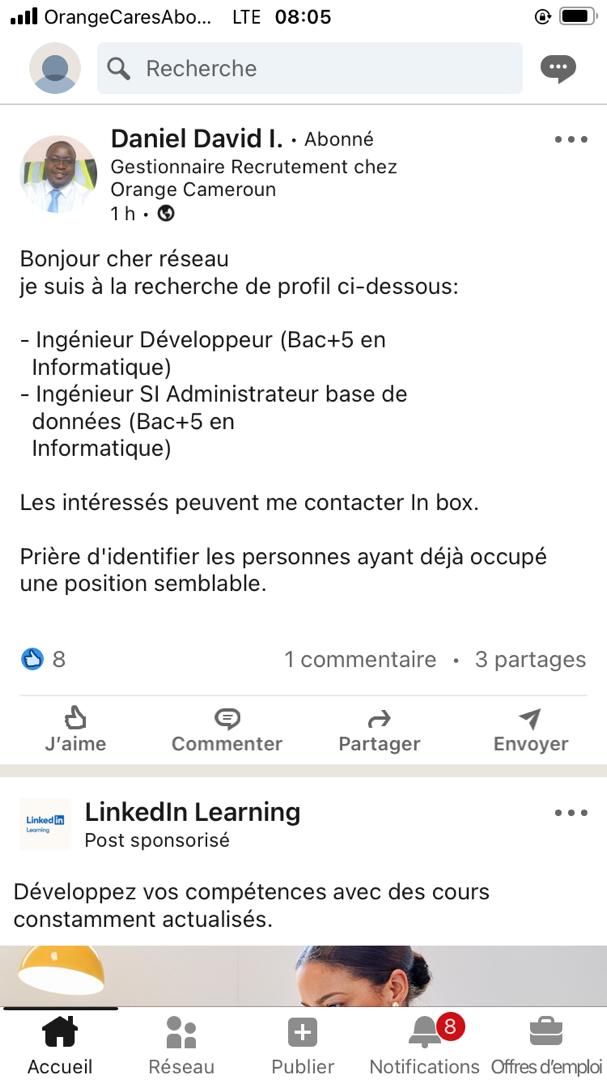 OrangeCaresAbo... LTE 08:05
Recherche
Daniel David I. • Abonné
Gestionnaire Recrutement chez
Orange Cameroun
1 h •
Bonjour cher réseau
je suis à la recherche de profil ci-dessous:
- Ingénieur Développeur (Bac+5 en
Informatique)
- Ingénieur SI Administrateur base de
données (Bac+5 en
Informatique)
Les intéressés peuvent me contacter In box.
Prière d'identifier les personnes ayant déjà occupé
une position semblable.
8 1 commentaire • 3 partages
J'aime Commenter Partager Envoyer
Linked in
Learning
LinkedIn Learning
Post sponsorisé
Développez vos compétences avec des cours
constamment actualisés.
8
Accueil Réseau Publier Notifications Offres d'emploi